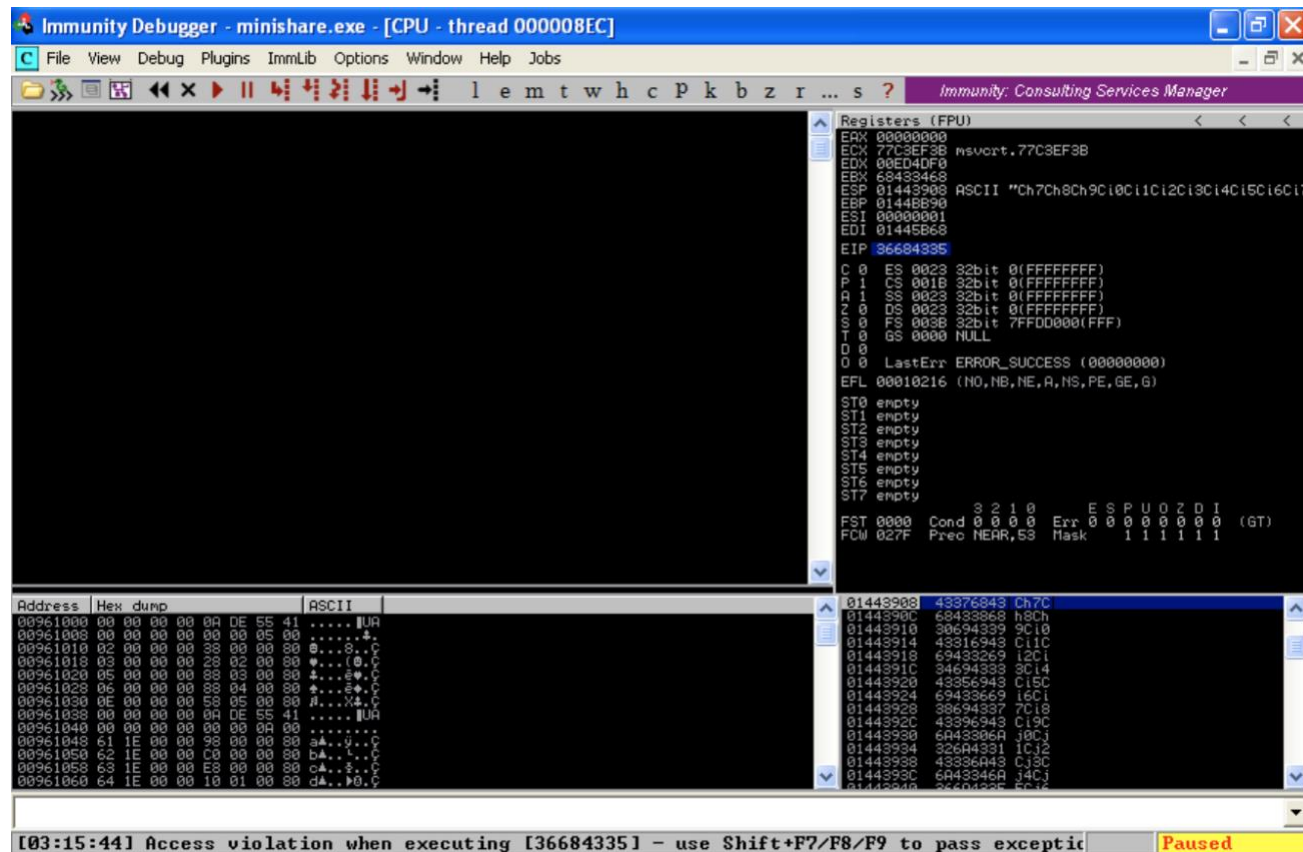 Immunity Debugger - minishare.exe - [CPU - thread 000008EC]
C File View Debug Plugins ImmLib Options Window Help Jobs
l e m t w h c P k b z r ... s ? Immunity: Consulting Services Manager
Registers (FPU) < < <
EAX 00000000
ECX 77C3EF3B msvcrt.77C3EF3B
EDX 00ED4DF0
EBX 68433468
ESP 01443908 ASCII "Ch7Ch8Ch9Ci0Ci1Ci2Ci3Ci4Ci5Ci6Ci7
EBP 0144BB90
ESI 00000001
EDI 01445B68
EIP 36684335
C 0 ES 0023 32bit 0(FFFFFFFF)
P 1 CS 001B 32bit 0(FFFFFFFF)
A 1 SS 0023 32bit 0(FFFFFFFF)
Z 0 DS 0023 32bit 0(FFFFFFFF)
S 0 FS 003B 32bit 7FFDD000(FFF)
T 0 GS 0000 NULL
D 0
O 0 LastErr ERROR_SUCCESS (00000000)
EFL 00010216 (NO,NB,NE,A,NS,PE,GE,G)
ST0 empty
ST1 empty
ST2 empty
ST3 empty
ST4 empty
ST5 empty
ST6 empty
ST7 empty
3 2 1 0 E S P U O Z D I
FST 0000 Cond 0 0 0 0 Err 0 0 0 0 0 0 0 0 (GT)
FCW 027F Prec NEAR,53 Mask 1 1 1 1 1 1
Address Hex dump ASCII
00961000 00 00 00 00 0A DE 55 41 ..... ▌UA
00961008 00 00 00 00 00 00 05 00 ......♣.
00961010 02 00 00 00 38 00 00 80 ☻...8..Ç
00961018 03 00 00 00 28 02 00 80 ♥...(☻.Ç
00961020 05 00 00 00 88 03 00 80 ♣...ê♥.Ç
00961028 06 00 00 00 88 04 00 80 ♠...ê♦.Ç
00961030 0E 00 00 00 58 05 00 80 ♫...X♣.Ç
00961038 00 00 00 00 0A DE 55 41 ..... ▌UA
00961040 00 00 00 00 00 00 0A 00 ........
00961048 61 1E 00 00 98 00 00 80 a▲..ÿ..Ç
00961050 62 1E 00 00 C0 00 00 80 b▲..└..Ç
00961058 63 1E 00 00 E8 00 00 80
00961060 64 1E 00 00 10 01 00 80 d▲..►☺.Ç
01443908 43376843 Ch7C
0144390C 68433868 h8Ch
01443910 30694339 9Ci0
01443914 43316943 Ci1C
01443918 69433269 i2Ci
0144391C 34694333 3Ci4
01443920 43356943 Ci5C
01443924 69433669 i6Ci
01443928 38694337 7Ci8
0144392C 43396943 Ci9C
01443930 6A43306A j0Cj
01443934 326A4331 1Cj2
01443938 43336A43 Cj3C
0144393C 6A43346A j4Cj
01443940 366A4335 5Cj6
[03:15:44] Access violation when executing [36684335] - use Shift+F7/F8/F9 to pass exceptic
Paused